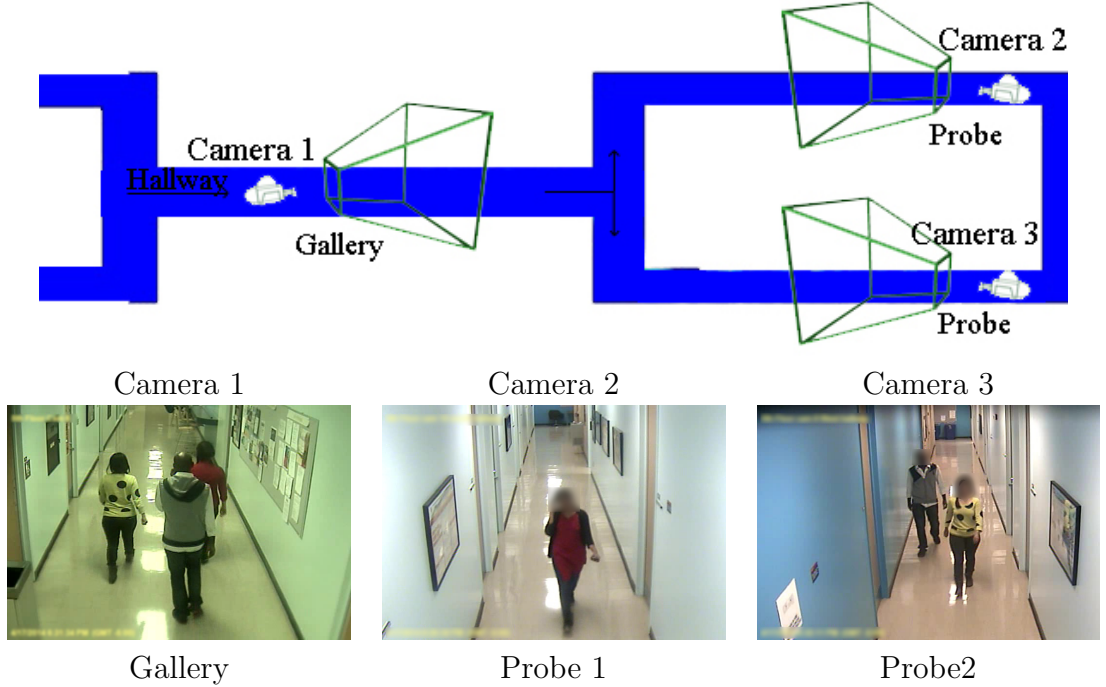 Camera 2
Probe
Camera 1
Hallway
Gallery
Camera 3
Probe
Camera 1
Camera 2
Camera 3
Gallery
Probe 1
Probe2